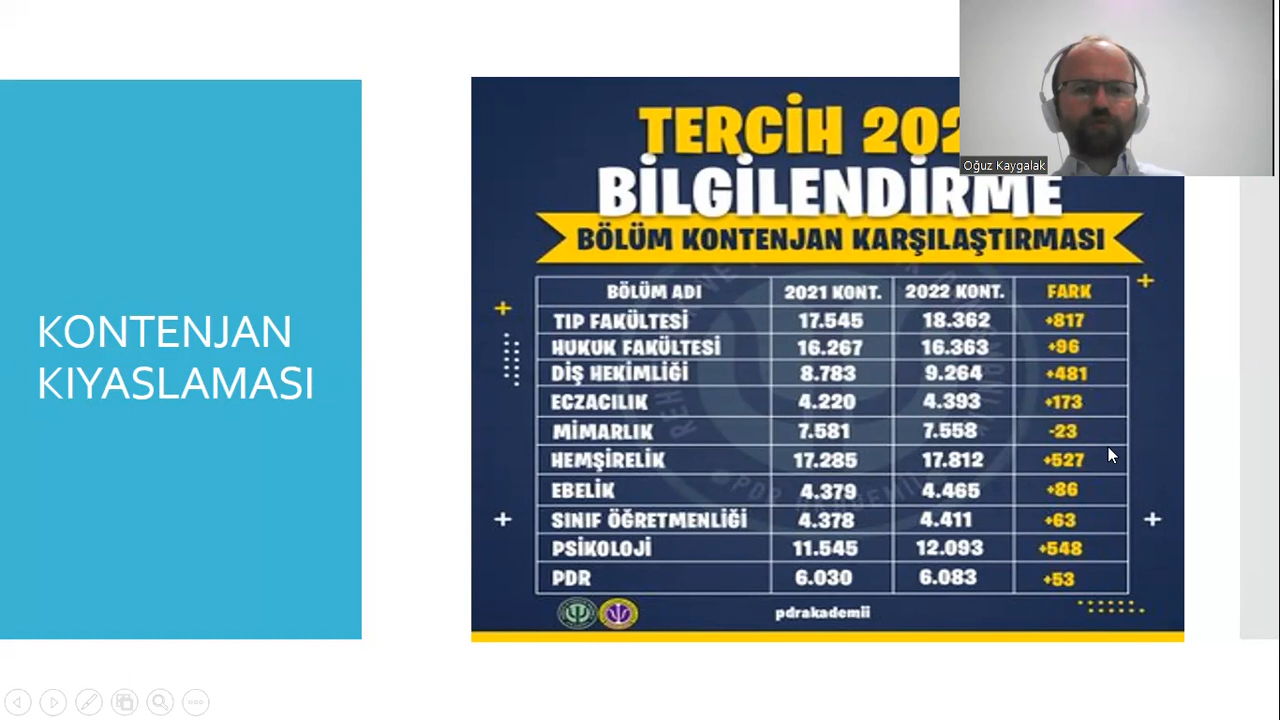 KONTENJAN
KIYASLAMASI
TERCİH 202
BİLGİLENDİRME
BÖLÜM KONTENJAN KARŞILAŞTIRMASI
BÖLÜM ADI 2021 KONT. 2022 KONT. FARK
TIP FAKÜLTESİ 17.545 18.362 +817
HUKUK FAKÜLTESİ 16.267 16.363 +96
DİŞ HEKİMLİĞİ 8.783 9.264 +481
ECZACILIK 4.220 4.393 +173
MİMARLIK 7.581 7.558 -23
HEMŞİRELİK 17.285 17.812 +527
EBELİK 4.379 4.465 +86
SINIF ÖĞRETMENLİĞİ 4.378 4.411 +63
PSİKOLOJİ 11.545 12.093 +548
PDR 6.030 6.083 +53
pdrakademii
Oğuz Kaygalak